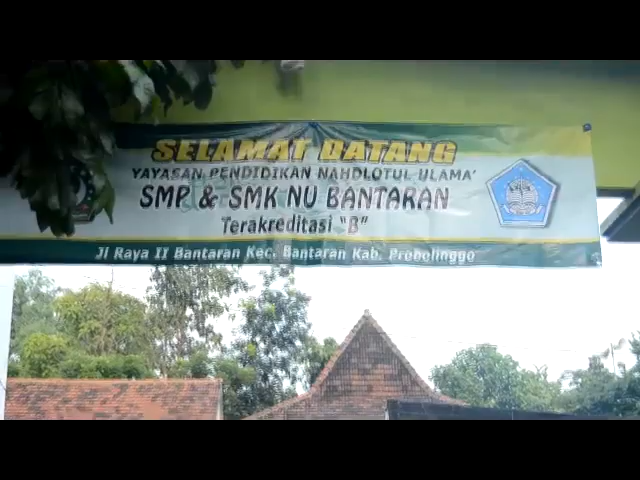 SELAMAT DATANG
YAYASAN PENDIDIKAN NAHDLOTUL ULAMA'
SMP & SMK NU BANTARAN
Terakreditasi "B"
Jl Raya II Bantaran Kec. Bantaran Kab. Probolinggo